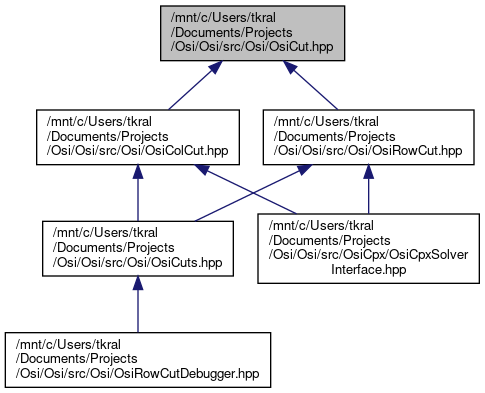 /mnt/c/Users/tkral
/Documents/Projects
/Osi/Osi/src/Osi/OsiCut.hpp
/mnt/c/Users/tkral
/Documents/Projects
/Osi/Osi/src/Osi/OsiColCut.hpp
/mnt/c/Users/tkral
/Documents/Projects
/Osi/Osi/src/Osi/OsiRowCut.hpp
/mnt/c/Users/tkral
/Documents/Projects
/Osi/Osi/src/Osi/OsiCuts.hpp
/mnt/c/Users/tkral
/Documents/Projects
/Osi/Osi/src/OsiCpx/OsiCpxSolver
Interface.hpp
/mnt/c/Users/tkral
/Documents/Projects
/Osi/Osi/src/Osi/OsiRowCutDebugger.hpp